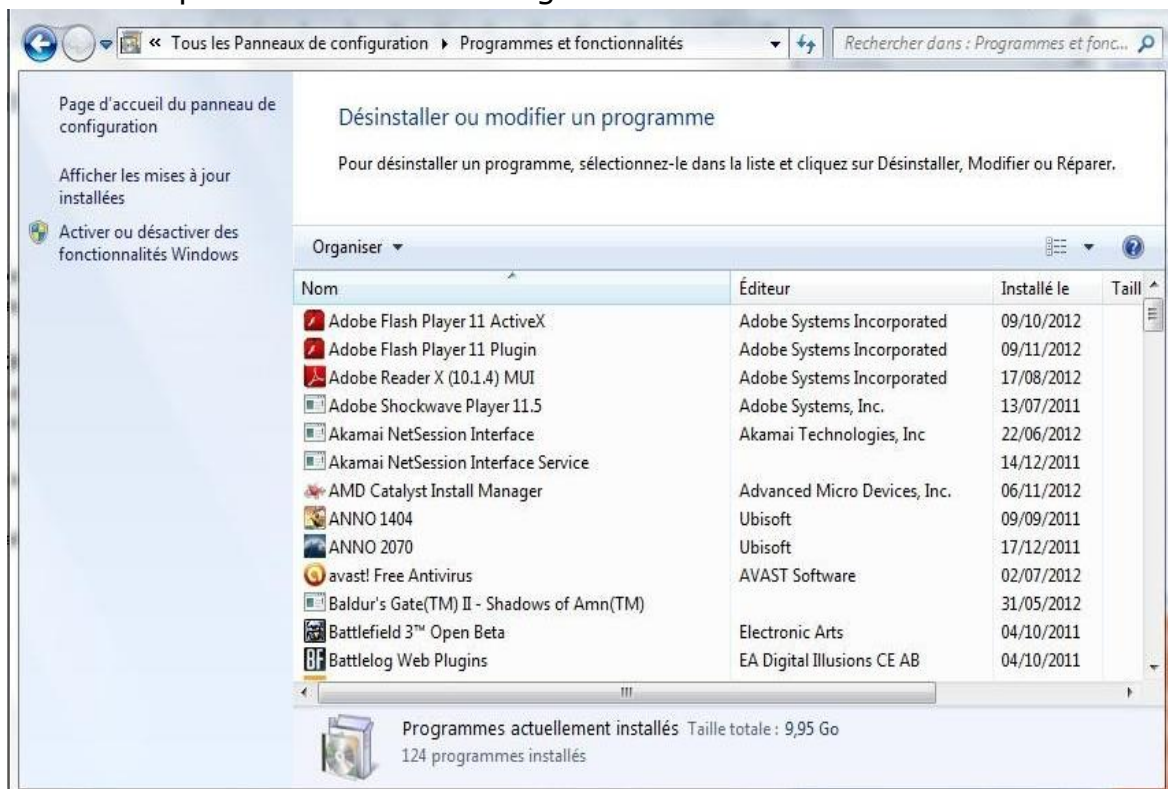 « Tous les Panneaux de configuration ▸ Programmes et fonctionnalités
Rechercher dans : Programmes et fonc...
Page d'accueil du panneau de
configuration
Afficher les mises à jour
installées
Activer ou désactiver des
fonctionnalités Windows
Désinstaller ou modifier un programme
Pour désinstaller un programme, sélectionnez-le dans la liste et cliquez sur Désinstaller, Modifier ou Réparer.
Organiser
Nom Éditeur Installé le Taill
Adobe Flash Player 11 ActiveX Adobe Systems Incorporated 09/10/2012
Adobe Flash Player 11 Plugin Adobe Systems Incorporated 09/11/2012
Adobe Reader X (10.1.4) MUI Adobe Systems Incorporated 17/08/2012
Adobe Shockwave Player 11.5 Adobe Systems, Inc. 13/07/2011
Akamai NetSession Interface Akamai Technologies, Inc 22/06/2012
Akamai NetSession Interface Service 14/12/2011
AMD Catalyst Install Manager Advanced Micro Devices, Inc. 06/11/2012
ANNO 1404 Ubisoft 09/09/2011
ANNO 2070 Ubisoft 17/12/2011
avast! Free Antivirus AVAST Software 02/07/2012
Baldur's Gate(TM) II - Shadows of Amn(TM) 31/05/2012
Battlefield 3™ Open Beta Electronic Arts 04/10/2011
BF Battlelog Web Plugins EA Digital Illusions CE AB 04/10/2011
Programmes actuellement installés Taille totale : 9,95 Go
124 programmes installés